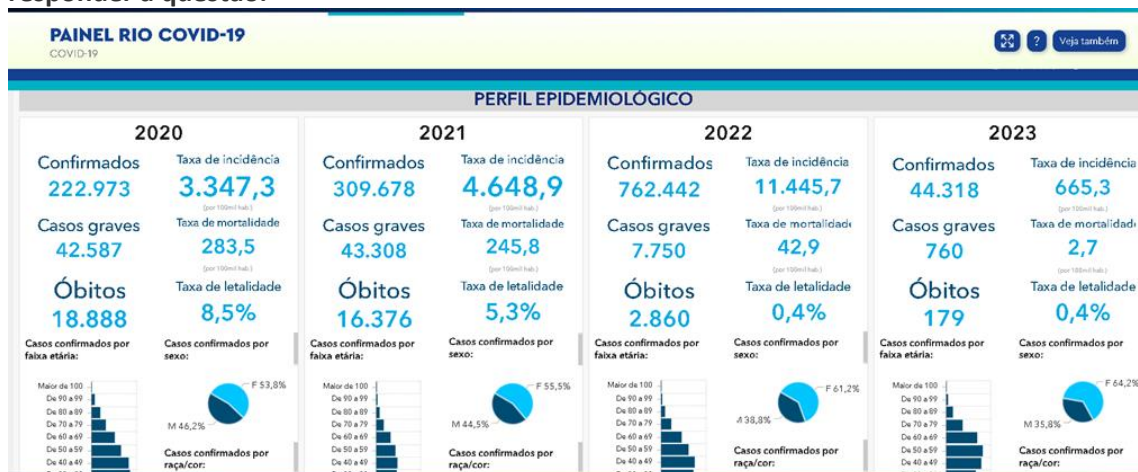 responder a questão:
PAINEL RIO COVID-19
COVID-19
?
Veja também
PERFIL EPIDEMIOLÓGICO
2020
Confirmados
222.973
Taxa de incidência
3.347,3
(por 100mil hab.)
Casos graves
42.587
Taxa de mortalidade
283,5
(por 100mil hab.)
Óbitos
18.888
Taxa de letalidade
8,5%
Casos confirmados por
faixa etária:
Casos confirmados por
sexo:
Maior de 100
De 90 a 99
De 80 a 89
De 70 a 79
De 60 a 69
De 50 a 59
De 40 a 49
F 53,8%
M 46,2%
Casos confirmados por
raça/cor:
2021
Confirmados
309.678
Taxa de incidência
4.648,9
(por 100mil hab.)
Casos graves
43.308
Taxa de mortalidade
245,8
(por 100mil hab.)
Óbitos
16.376
Taxa de letalidade
5,3%
Casos confirmados por
faixa etária:
Casos confirmados por
sexo:
Maior de 100
De 90 a 99
De 80 a 89
De 70 a 79
De 60 a 69
De 50 a 59
De 40 a 49
F 55,5%
M 44,5%
Casos confirmados por
raça/cor:
2022
Confirmados
762.442
Taxa de incidência
11.445,7
(por 100mil hab.)
Casos graves
7.750
Taxa de mortalidade
42,9
(por 100mil hab.)
Óbitos
2.860
Taxa de letalidade
0,4%
Casos confirmados por
faixa etária:
Casos confirmados por
sexo:
Maior de 100
De 90 a 99
De 80 a 89
De 70 a 79
De 60 a 69
De 50 a 59
De 40 a 49
F 61,2%
M 38,8%
Casos confirmados por
raça/cor:
2023
Confirmados
44.318
Taxa de incidência
665,3
(por 100mil hab.)
Casos graves
760
Taxa de mortalidade
2,7
(por 100mil hab.)
Óbitos
179
Taxa de letalidade
0,4%
Casos confirmados por
faixa etária:
Casos confirmados por
sexo:
Maior de 100
De 90 a 99
De 80 a 89
De 70 a 79
De 60 a 69
De 50 a 59
De 40 a 49
F 64,2%
M 35,8%
Casos confirmados por
raça/cor: